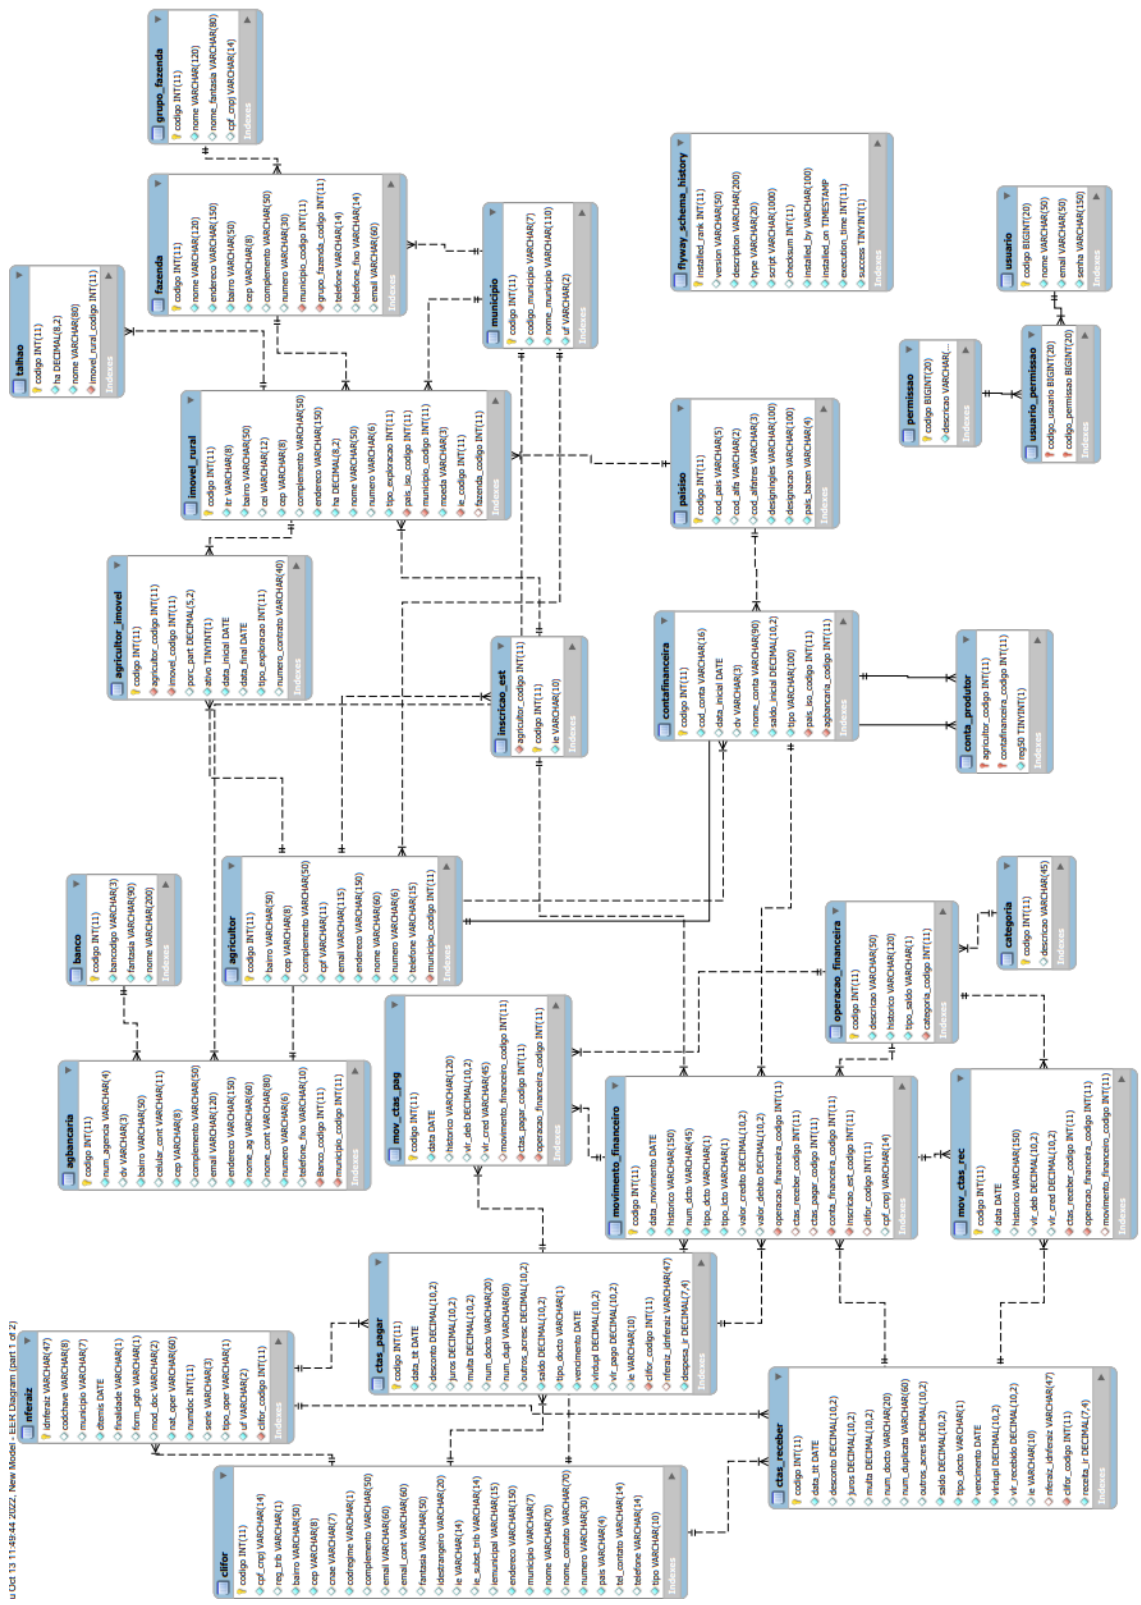 u Oct 13 11:49:44 2022, New Model - EER Diagram (part 1 of 2)
clifor
codigo INT(11)
cpf_cnpj VARCHAR(14)
reg_trib VARCHAR(1)
bairro VARCHAR(50)
cep VARCHAR(8)
cnae VARCHAR(7)
codregime VARCHAR(1)
complemento VARCHAR(50)
email VARCHAR(60)
email_cont VARCHAR(60)
fantasia VARCHAR(50)
idestrangeiro VARCHAR(20)
ie VARCHAR(14)
ie_subst_trib VARCHAR(14)
iemunicipal VARCHAR(15)
endereco VARCHAR(150)
municipio VARCHAR(7)
nome VARCHAR(70)
nome_contato VARCHAR(70)
numero VARCHAR(30)
pais VARCHAR(4)
tel_contato VARCHAR(14)
telefone VARCHAR(14)
tipo VARCHAR(10)
Indexes
nferaiz
idnferaiz VARCHAR(47)
codchave VARCHAR(8)
municipio VARCHAR(7)
dtemis DATE
finalidade VARCHAR(1)
form_pgto VARCHAR(1)
mod_doc VARCHAR(2)
nat_oper VARCHAR(60)
numdoc INT(11)
serie VARCHAR(3)
tipo_oper VARCHAR(1)
uf VARCHAR(2)
clifor_codigo INT(11)
Indexes
ctas_pagar
codigo INT(11)
data_tit DATE
desconto DECIMAL(10,2)
juros DECIMAL(10,2)
multa DECIMAL(10,2)
num_docto VARCHAR(20)
num_dupl VARCHAR(60)
outros_acresc DECIMAL(10,2)
saldo DECIMAL(10,2)
tipo_docto VARCHAR(1)
vencimento DATE
vlrdupl DECIMAL(10,2)
vlr_pago DECIMAL(10,2)
ie VARCHAR(10)
clifor_codigo INT(11)
nferaiz_idnferaiz VARCHAR(47)
despesa_ir DECIMAL(7,4)
Indexes
ctas_receber
codigo INT(11)
data_tit DATE
desconto DECIMAL(10,2)
juros DECIMAL(10,2)
multa DECIMAL(10,2)
num_docto VARCHAR(20)
num_duplicata VARCHAR(60)
outros_acres DECIMAL(10,2)
saldo DECIMAL(10,2)
tipo_docto VARCHAR(1)
vencimento DATE
vlrdupl DECIMAL(10,2)
vlr_recebido DECIMAL(10,2)
ie VARCHAR(10)
nferaiz_idnferaiz VARCHAR(47)
clifor_codigo INT(11)
receita_ir DECIMAL(7,4)
Indexes
agbancaria
codigo INT(11)
num_agencia VARCHAR(4)
dv VARCHAR(3)
bairro VARCHAR(50)
celular_cont VARCHAR(11)
cep VARCHAR(8)
complemento VARCHAR(50)
email VARCHAR(120)
endereco VARCHAR(150)
nome_ag VARCHAR(60)
nome_cont VARCHAR(80)
numero VARCHAR(6)
telefone_fixo VARCHAR(10)
Banco_codigo INT(11)
municipio_codigo INT(11)
Indexes
mov_ctas_pag
codigo INT(11)
data DATE
historico VARCHAR(120)
vlr_deb DECIMAL(10,2)
vlr_cred VARCHAR(45)
movimento_financeiro_codigo INT(11)
ctas_pagar_codigo INT(11)
operacao_financeira_codigo INT(11)
Indexes
movimento_financeiro
codigo INT(11)
data_movimento DATE
historico VARCHAR(150)
num_dcto VARCHAR(45)
tipo_dcto VARCHAR(1)
tipo_lcto VARCHAR(1)
valor_credito DECIMAL(10,2)
valor_debito DECIMAL(10,2)
operacao_financeira_codigo INT(11)
ctas_receber_codigo INT(11)
ctas_pagar_codigo INT(11)
conta_financeira_codigo INT(11)
inscricao_est_codigo INT(11)
clifor_codigo INT(11)
cpf_cnpj VARCHAR(14)
Indexes
mov_ctas_rec
codigo INT(11)
data DATE
historico VARCHAR(150)
vlr_deb DECIMAL(10,2)
vlr_cred DECIMAL(10,2)
ctas_receber_codigo INT(11)
operacao_financeira_codigo INT(11)
movimento_financeiro_codigo INT(11)
Indexes
banco
codigo INT(11)
bancodigo VARCHAR(3)
fantasia VARCHAR(90)
nome VARCHAR(200)
Indexes
agricultor
codigo INT(11)
bairro VARCHAR(50)
cep VARCHAR(8)
complemento VARCHAR(50)
cpf VARCHAR(11)
email VARCHAR(115)
endereco VARCHAR(150)
nome VARCHAR(60)
numero VARCHAR(6)
telefone VARCHAR(15)
municipio_codigo INT(11)
Indexes
operacao_financeira
codigo INT(11)
descricao VARCHAR(50)
historico VARCHAR(120)
tipo_saldo VARCHAR(1)
categoria_codigo INT(11)
Indexes
categoria
codigo INT(11)
descricao VARCHAR(45)
Indexes
agricultor_imovel
codigo INT(11)
agricultor_codigo INT(11)
imovel_codigo INT(11)
porc_part DECIMAL(5,2)
ativo TINYINT(1)
data_inicial DATE
data_final DATE
tipo_exploracao INT(11)
numero_contrato VARCHAR(40)
Indexes
inscricao_est
agricultor_codigo INT(11)
codigo INT(11)
ie VARCHAR(10)
Indexes
contafinanceira
codigo INT(11)
cod_conta VARCHAR(16)
data_inicial DATE
dv VARCHAR(3)
nome_conta VARCHAR(90)
saldo_inicial DECIMAL(10,2)
tipo VARCHAR(100)
pais_iso_codigo INT(11)
agbancaria_codigo INT(11)
Indexes
conta_produtor
agricultor_codigo INT(11)
contafinanceira_codigo INT(11)
reg50 TINYINT(1)
Indexes
talhao
codigo INT(11)
ha DECIMAL(8,2)
nome VARCHAR(80)
imovel_rural_codigo INT(11)
Indexes
imovel_rural
codigo INT(11)
itr VARCHAR(8)
bairro VARCHAR(50)
cei VARCHAR(12)
cep VARCHAR(8)
complemento VARCHAR(50)
endereco VARCHAR(150)
ha DECIMAL(8,2)
nome VARCHAR(50)
numero VARCHAR(6)
tipo_exploracao INT(11)
pais_iso_codigo INT(11)
municipio_codigo INT(11)
moeda VARCHAR(3)
ie_codigo INT(11)
fazenda_codigo INT(11)
Indexes
paisiso
codigo INT(11)
cod_pais VARCHAR(5)
cod_alfa VARCHAR(2)
cod_alfatres VARCHAR(3)
designingles VARCHAR(100)
designacao VARCHAR(100)
pais_bacen VARCHAR(4)
Indexes
permissao
codigo BIGINT(20)
descricao VARCHAR(...
Indexes
usuario_permissao
codigo_usuario BIGINT(20)
codigo_permissao BIGINT(20)
Indexes
grupo_fazenda
codigo INT(11)
nome VARCHAR(120)
nome_fantasia VARCHAR(80)
cpf_cnpj VARCHAR(14)
Indexes
fazenda
codigo INT(11)
nome VARCHAR(120)
endereco VARCHAR(150)
bairro VARCHAR(50)
cep VARCHAR(8)
complemento VARCHAR(50)
numero VARCHAR(30)
municipio_codigo INT(11)
grupo_fazenda_codigo INT(11)
telefone VARCHAR(14)
telefone_fixo VARCHAR(14)
email VARCHAR(60)
Indexes
municipio
codigo INT(11)
codigo_municipio VARCHAR(7)
nome_municipio VARCHAR(110)
uf VARCHAR(2)
Indexes
flyway_schema_history
installed_rank INT(11)
version VARCHAR(50)
description VARCHAR(200)
type VARCHAR(20)
script VARCHAR(1000)
checksum INT(11)
installed_by VARCHAR(100)
installed_on TIMESTAMP
execution_time INT(11)
success TINYINT(1)
Indexes
usuario
codigo BIGINT(20)
nome VARCHAR(50)
email VARCHAR(50)
senha VARCHAR(150)
Indexes